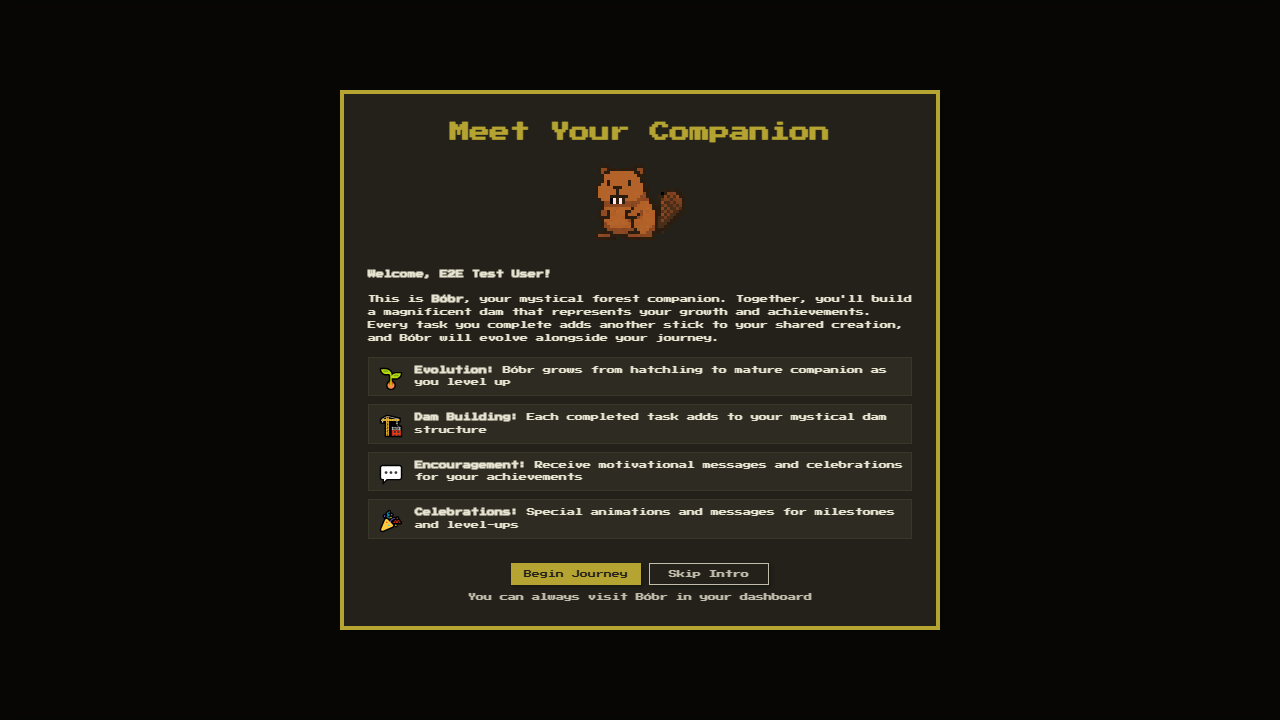 Meet Your Companion
Welcome, E2E Test User!
This is Bóbr, your mystical forest companion. Together, you'll build
a magnificent dam that represents your growth and achievements.
Every task you complete adds another stick to your shared creation,
and Bóbr will evolve alongside your journey.
Evolution: Bóbr grows from hatchling to mature companion as
you level up
Dam Building: Each completed task adds to your mystical dam
structure
Encouragement: Receive motivational messages and celebrations
for your achievements
Celebrations: Special animations and messages for milestones
and level-ups
Begin Journey
Skip Intro
You can always visit Bóbr in your dashboard